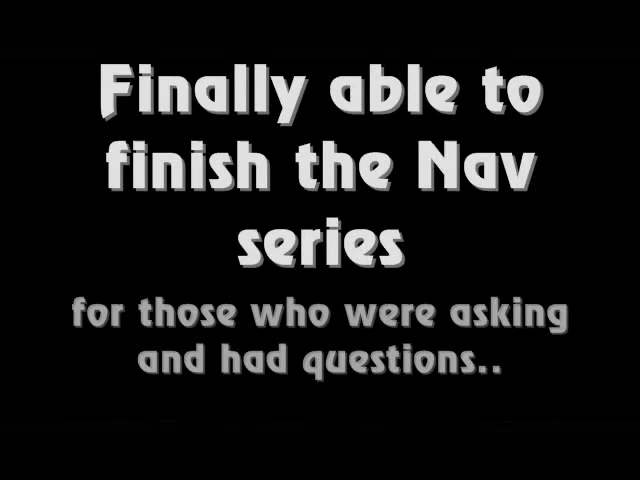 Finally able to
finish the Nav
series
for those who were asking
and had questions..